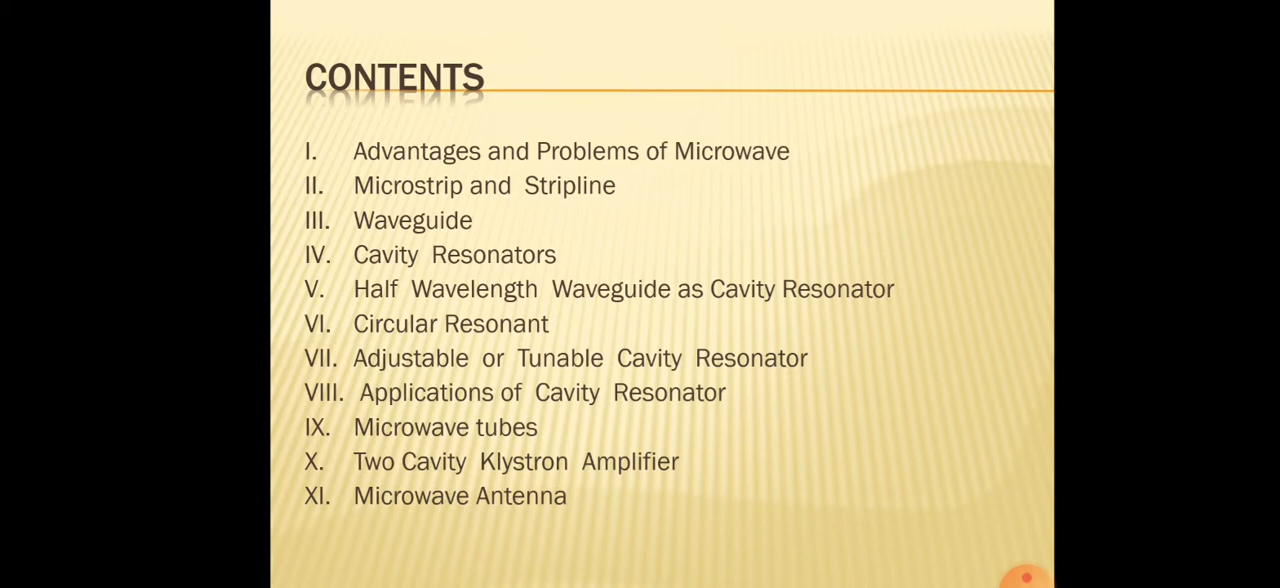 CONTENTS
I. Advantages and Problems of Microwave
II. Microstrip and Stripline
III. Waveguide
IV. Cavity Resonators
V. Half Wavelength Waveguide as Cavity Resonator
VI. Circular Resonant
VII. Adjustable or Tunable Cavity Resonator
VIII. Applications of Cavity Resonator
IX. Microwave tubes
X. Two Cavity Klystron Amplifier
XI. Microwave Antenna